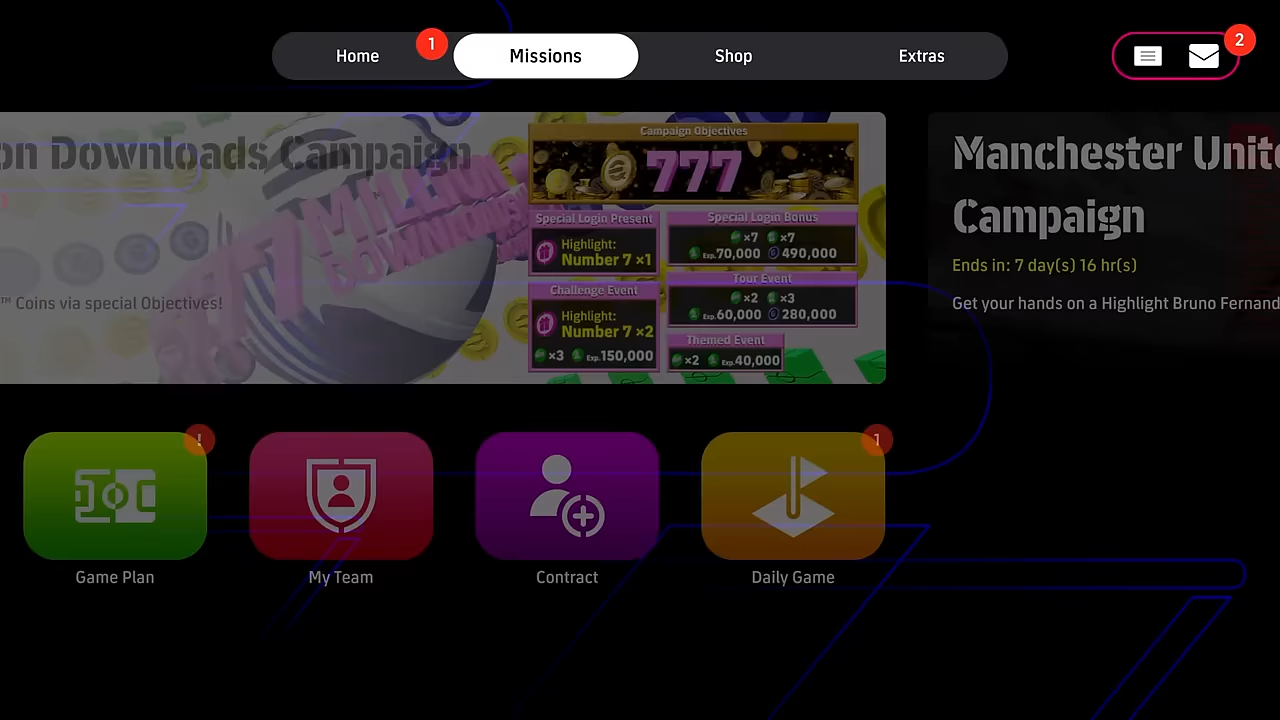 Home
1
Missions
Shop
Extras
2
on Downloads Campaign
777 MILLION
DOWNLOADS
™ Coins via special Objectives!
Campaign Objectives
777
Special Login Present
Highlight:
Number 7 ×1
Special Login Bonus
×7 ×7
Exp.70,000 490,000
Challenge Event
Highlight:
Number 7 ×2
×3 Exp.150,000
Tour Event
×2 ×3
Exp.60,000 280,000
Themed Event
×2 Exp.40,000
Manchester Unite
Campaign
Ends in: 7 day(s) 16 hr(s)
Get your hands on a Highlight Bruno Fernand
!
1
Game Plan
My Team
Contract
Daily Game